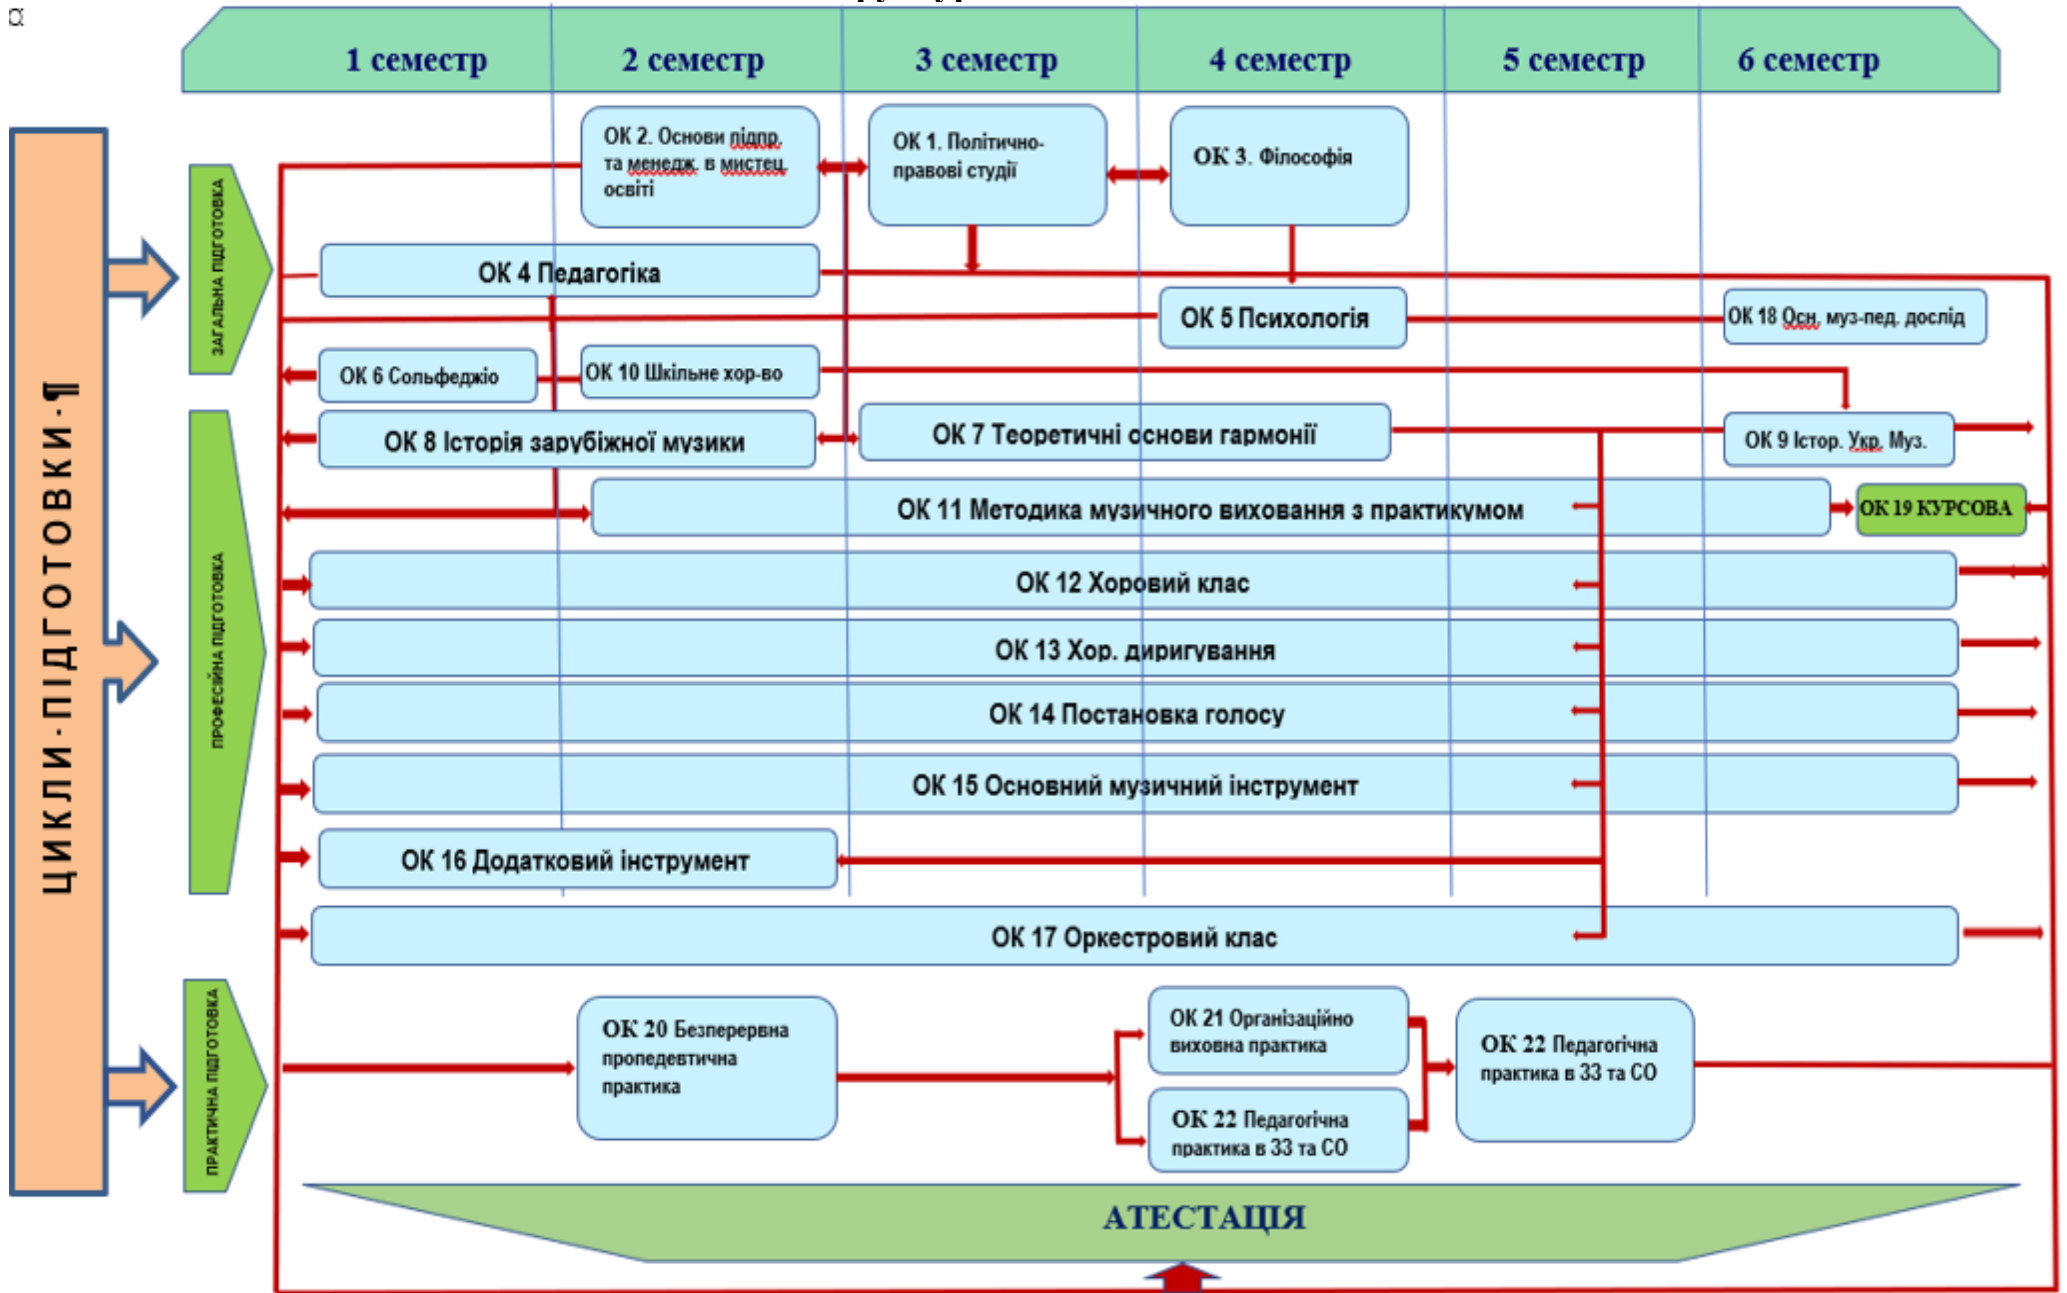 1 семестр
2 семестр
3 семестр
4 семестр
5 семестр
6 семестр
ЦИКЛИ·ПІДГОТОВКИ·¶
ЗАГАЛЬНА ПІДГОТОВКА
ОК 2. Основи підпр.
та менедж. в мистец.
освіті
ОК 1. Політично-
правові студії
ОК 3. Філософія
ОК 4 Педагогіка
ОК 5 Психологія
ОК 18 Осн. муз-пед. дослід
ОК 6 Сольфеджіо
ОК 10 Шкільне хор-во
ПРОФЕСІЙНА ПІДГОТОВКА
ОК 8 Історія зарубіжної музики
ОК 7 Теоретичні основи гармонії
ОК 9 Істор. Укр. Муз.
ОК 11 Методика музичного виховання з практикумом
ОК 19 КУРСОВА
ОК 12 Хоровий клас
ОК 13 Хор. диригування
ОК 14 Постановка голосу
ОК 15 Основний музичний інструмент
ОК 16 Додатковий інструмент
ОК 17 Оркестровий клас
ПРАКТИЧНА ПІДГОТОВКА
ОК 20 Безперервна
пропедевтична
практика
ОК 21 Організаційно
виховна практика
ОК 22 Педагогічна
практика в ЗЗ та СО
ОК 22 Педагогічна
практика в ЗЗ та СО
АТЕСТАЦІЯ